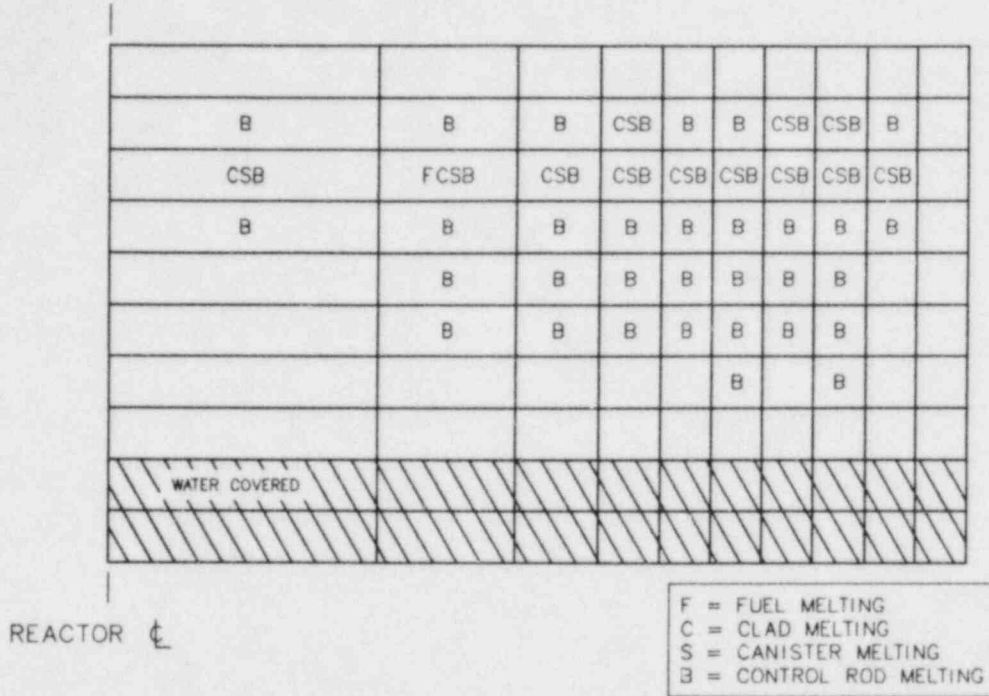 B B B CSB B B CSB CSB B
CSB FCSB CSB CSB CSB CSB CSB CSB CSB
B B B B B B B B B
B B B B B B B
B B B B B B B
B B
WATER COVERED
REACTOR ℄
F = FUEL MELTING
C = CLAD MELTING
S = CANISTER MELTING
B = CONTROL ROD MELTING